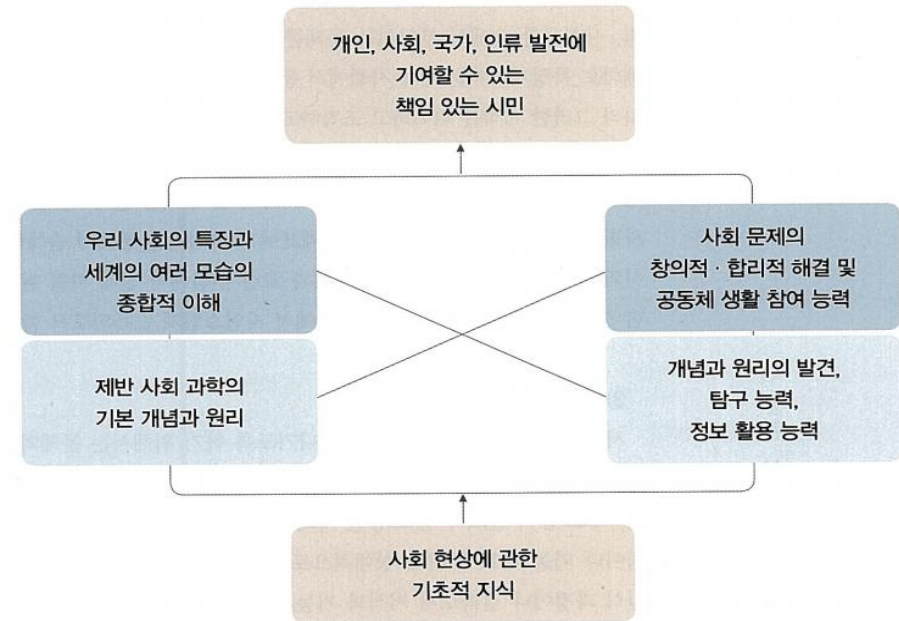 개인, 사회, 국가, 인류 발전에
기여할 수 있는
책임 있는 시민
우리 사회의 특징과
세계의 여러 모습의
종합적 이해
사회 문제의
창의적 · 합리적 해결 및
공동체 생활 참여 능력
제반 사회 과학의
기본 개념과 원리
개념과 원리의 발견,
탐구 능력,
정보 활용 능력
사회 현상에 관한
기초적 지식